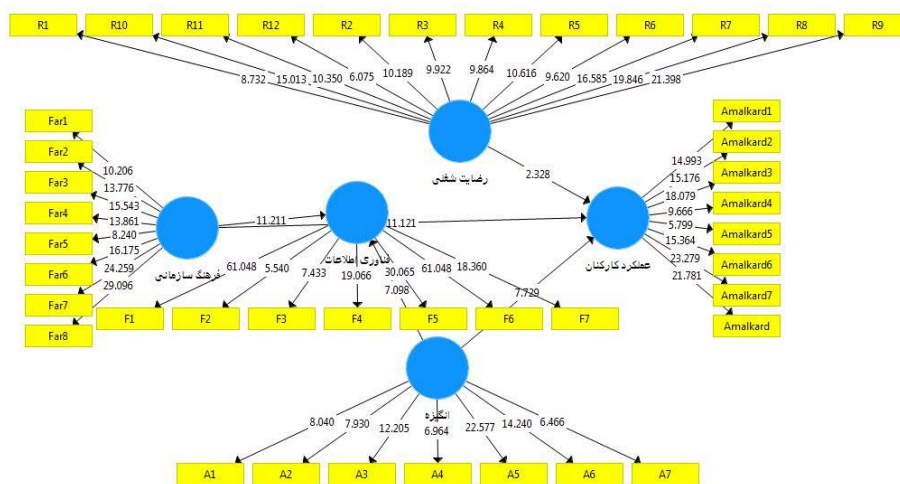 R1 R10 R11 R12 R2 R3 R4 R5 R6 R7 R8 R9
8.732 15.013 10.350 6.075 10.189 9.922 9.864 10.616 9.620 16.585 19.846 21.398
رضایت شغلی
2.328
Far1
Far2
Far3
Far4
Far5
Far6
Far7
Far8
10.206
13.776
15.543
13.861
8.240
16.175
24.259
29.096
فرهنگ سازمانی
11.211
فناوری اطلاعات
11.121
عملکرد کارکنان
Amalkard1
Amalkard2
Amalkard3
Amalkard4
Amalkard5
Amalkard6
Amalkard7
Amalkard
14.993
15.176
18.079
9.666
5.799
15.364
23.279
21.781
61.048 5.540 7.433 19.066 30.065 61.048 18.360
7.098
7.729
F1 F2 F3 F4 F5 F6 F7
انگیزه
8.040 7.930 12.205 6.964 22.577 14.240 6.466
A1 A2 A3 A4 A5 A6 A7